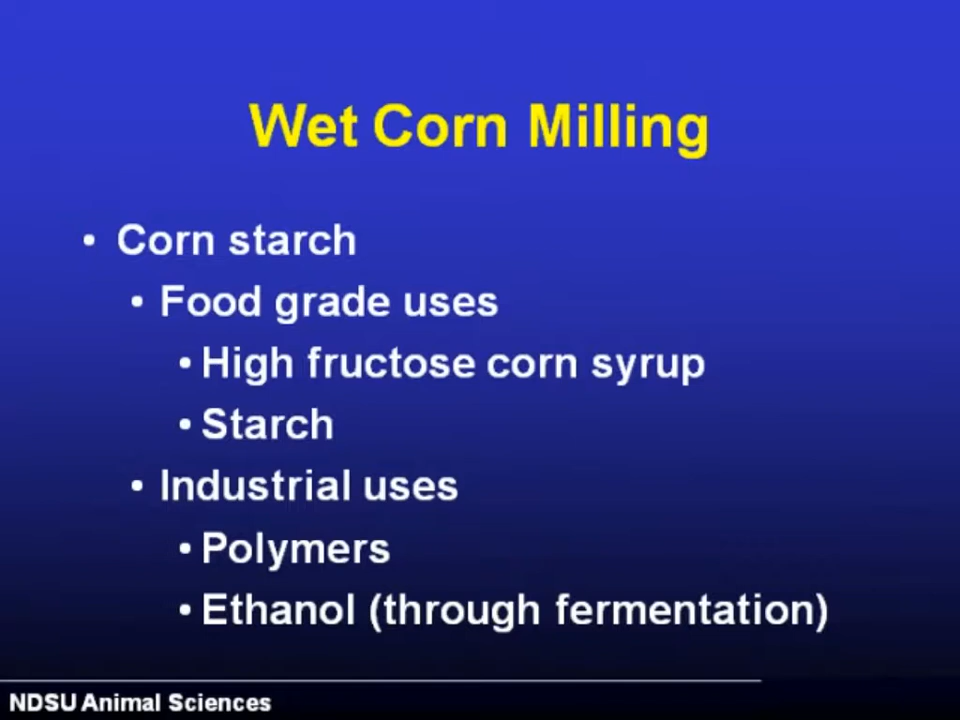 Wet Corn Milling
• Corn starch
• Food grade uses
• High fructose corn syrup
• Starch
• Industrial uses
• Polymers
• Ethanol (through fermentation)
NDSU Animal Sciences